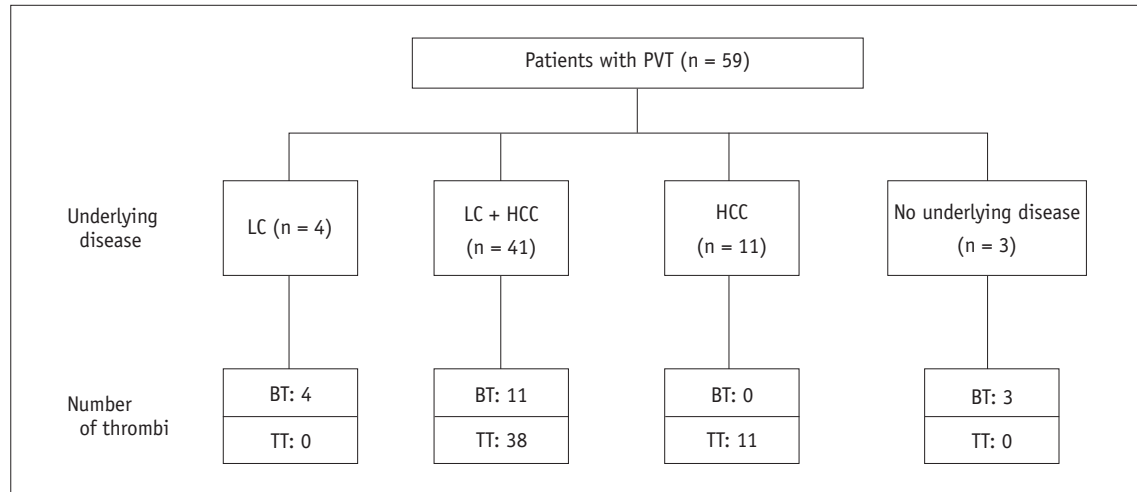 Patients with PVT (n = 59)
Underlying
disease
LC (n = 4)
LC + HCC
(n = 41)
HCC
(n = 11)
No underlying disease
(n = 3)
Number
of thrombi
BT: 4
TT: 0
BT: 11
TT: 38
BT: 0
TT: 11
BT: 3
TT: 0